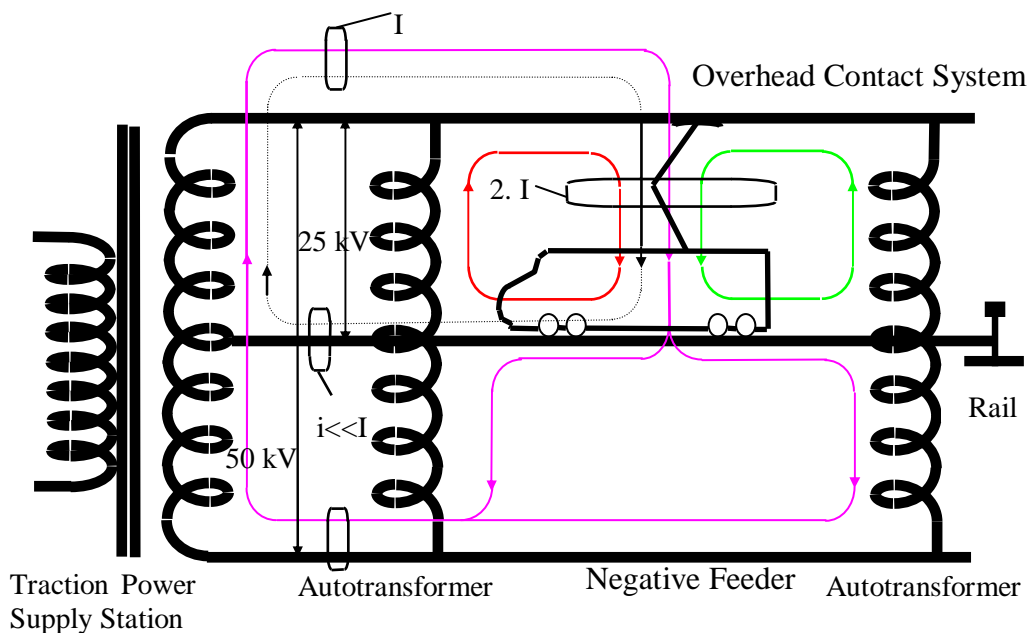 I
Overhead Contact System
2. I
25 kV
i<<I
50 kV
Rail
Traction Power
Supply Station
Autotransformer
Negative Feeder
Autotransformer